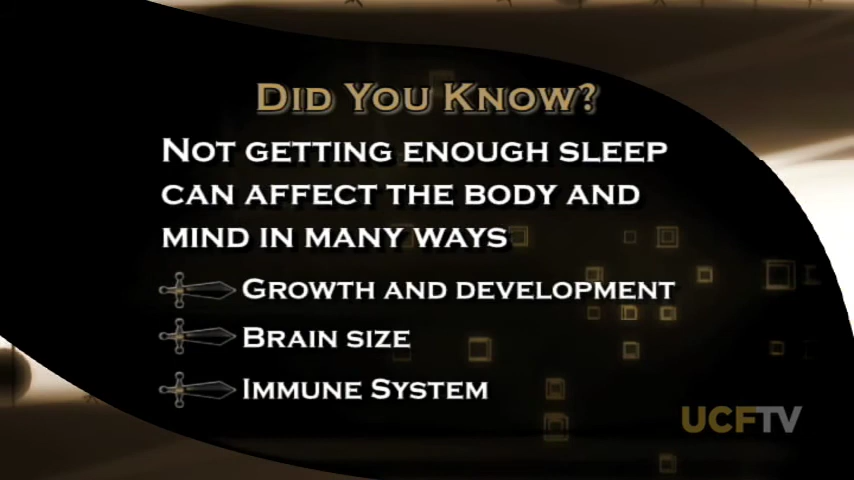 Did You Know?
Not getting enough sleep
can affect the body and
mind in many ways
Growth and development
Brain size
Immune System
UCFTV